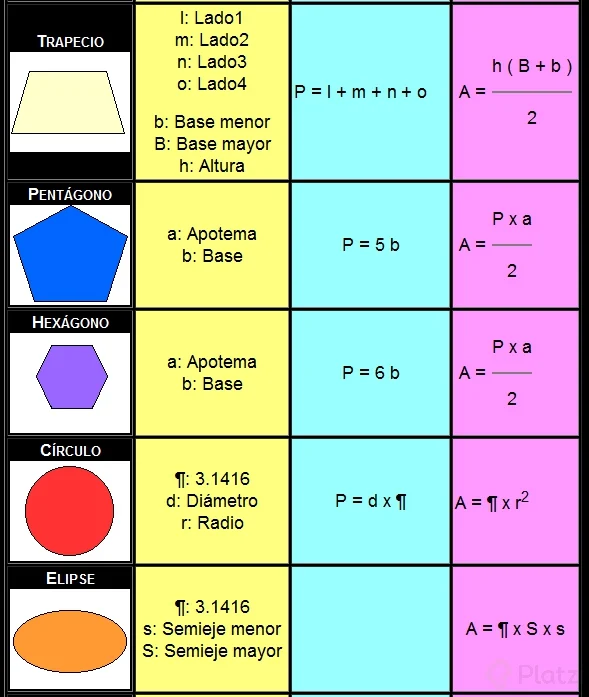 TRAPECIO
l: Lado1
m: Lado2
n: Lado3
o: Lado4
b: Base menor
B: Base mayor
h: Altura
P = l + m + n + o
A = h ( B + b ) / 2
PENTÁGONO
a: Apotema
b: Base
P = 5 b
A = P x a / 2
HEXÁGONO
a: Apotema
b: Base
P = 6 b
A = P x a / 2
CÍRCULO
¶: 3.1416
d: Diámetro
r: Radio
P = d x ¶
A = ¶ x r²
ELIPSE
¶: 3.1416
s: Semieje menor
S: Semieje mayor
A = ¶ x S x s
Platzi